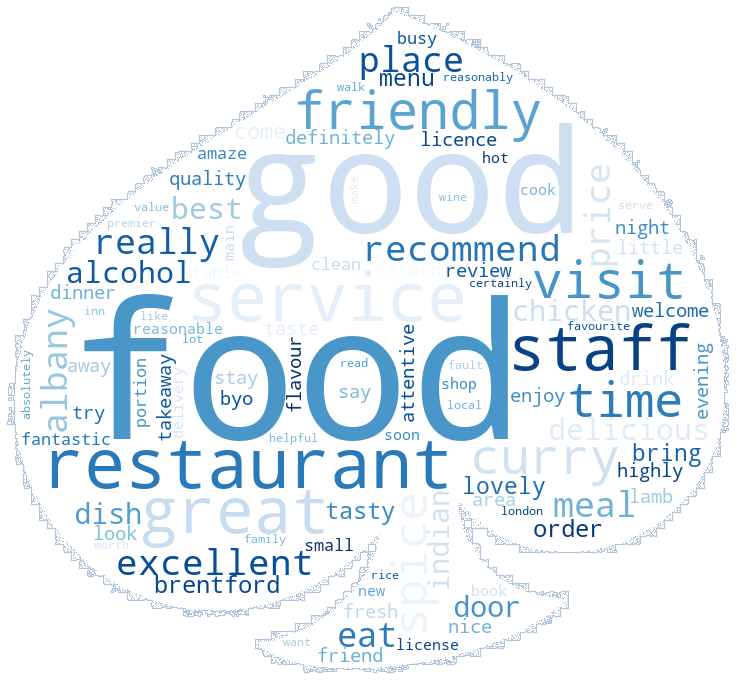 busy
place
menu
reasonably
walk
friendly
come
definitely
licence
amaze
good
hot
quality
best
make
wine
cook
price
value
premier
serve
night
really
main
recommend
little
alcohol
table
clean
return
review
certainly
visit
dinner
service
chicken
welcome
inn
like
reasonable
taste
favourite
lot
food
staff
albany
away
takeaway
delivery
portion
flavour
attentive
read
fault
drink
evening
absolutely
stay
say
shop
byo
enjoy
time
local
try
fantastic
helpful
soon
delicious
restaurant
curry
bring
highly
lovely
area
lamb
dish
great
tasty
spice
indian
london
meal
look
order
worth
family
small
excellent
brentford
rice
new
book
fresh
door
eat
nice
want
license
friend